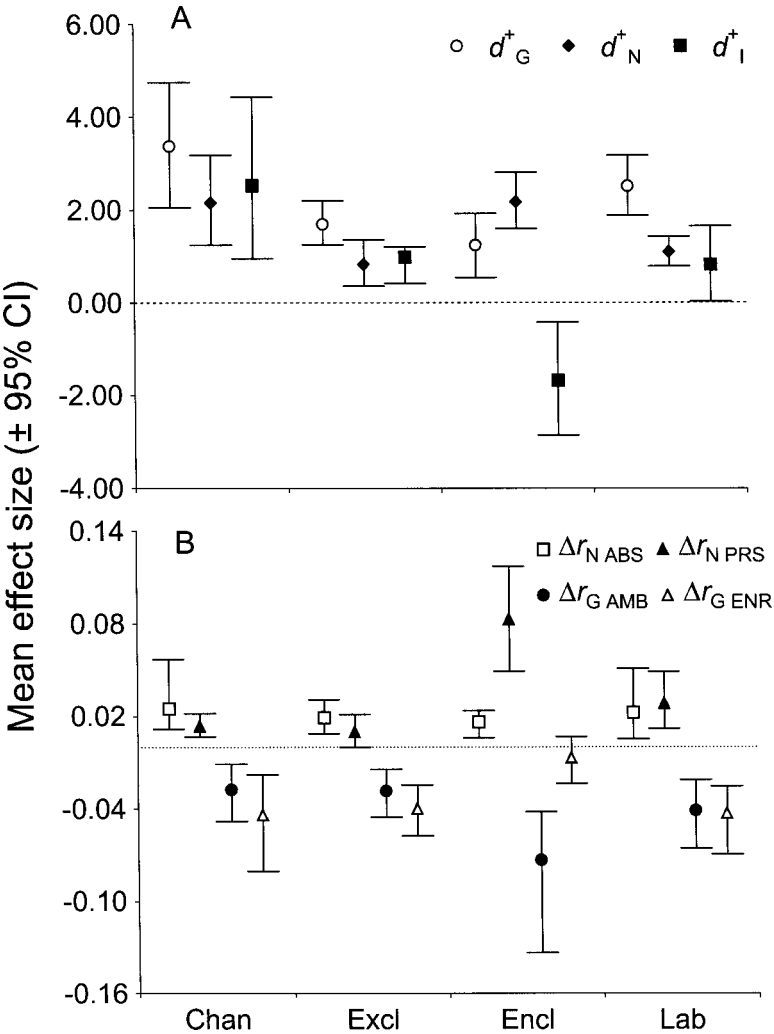 Mean effect size (± 95% CI)
A
d⁺G d⁺N d⁺I
6.00
4.00
2.00
0.00
-2.00
-4.00
B
ΔrN ABS ΔrN PRS
ΔrG AMB ΔrG ENR
0.14
0.08
0.02
-0.04
-0.10
-0.16
Chan Excl Encl Lab